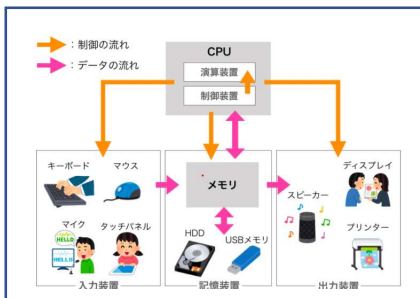 ：制御の流れ
：データの流れ
CPU
演算装置
制御装置
キーボード
マウス
マイク
タッチパネル
HELLO
HELLO
入力装置
メモリ
HDD
USBメモリ
記憶装置
ディスプレイ
スピーカー
プリンター
出力装置